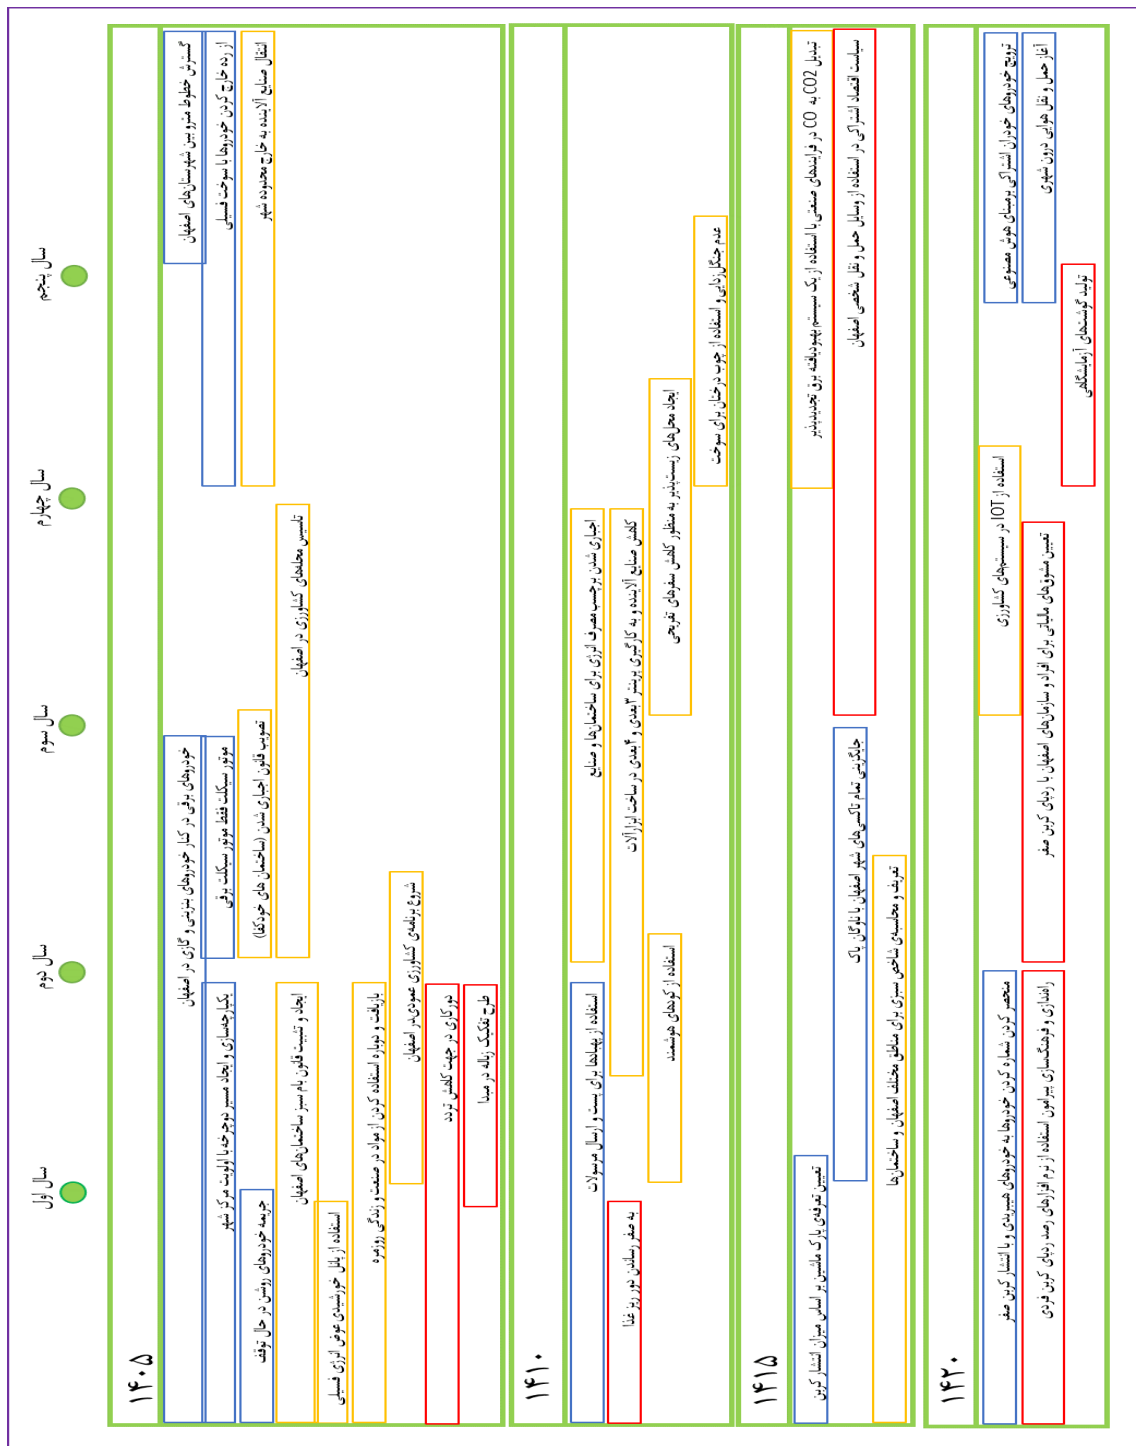 سال اول
سال دوم
سال سوم
سال چهارم
سال پنجم
۱۴۰۵
گسترش خطوط مترو بین شهرستان‌های اصفهان
خودروهای برقی در کنار خودروهای بنزینی و گازی در اصفهان
از رده خارج کردن خودروها با سوخت فسیلی
موتور سیکلت فقط موتور سیکلت برقی
یکپارچه‌سازی و ایجاد مسیر دوچرخه با اولویت مرکز شهر
انتقال صنایع آلاینده به خارج محدوده شهر
تصویب قانون اجباری شدن (ساختمان های خودکفا)
جریمه خودروهای روشن در حال توقف
تاسیس محله‌های کشاورزی در اصفهان
ایجاد و تثبیت قانون بام سبز ساختمان‌های اصفهان
استفاده از پانل خورشیدی عوض انرژی فسیلی
بازیافت و دوباره استفاده کردن از مواد در صنعت و زندگی روزمره
شروع برنامه‌ی کشاورزی عمودی‌در اصفهان
دورکاری در جهت کاهش تردد
طرح تفکیک زباله در مبدا
۱۴۱۰
اجباری شدن برچسب‌مصرف انرژی برای ساختمان‌ها و صنایع
استفاده از پهپادها برای پست و ارسال مرسولات
کاهش صنایع آلاینده و به کارگیری پرینتر ۳بعدی و ۴بعدی در ساخت ابزارآلات
به صفر رساندن دور ریز غذا
ایجاد محل‌های زیست‌پذیر به منظور کاهش سفرهای تفریحی
استفاده از کودهای هوشمند
عدم جنگل‌زدایی و استفاده از چوب درختان برای سوخت
۱۴۱۵
تبدیل CO2 به CO در فرایندهای صنعتی با استفاده از یک سیستم بهبودیافته برق تجدیدپذیر
تعیین تعرفه‌ی پارک ماشین بر اساس میزان انتشار کربن
سیاست اقتصاد اشتراکی در استفاده از وسایل حمل و نقل شخصی اصفهان
جایگزینی تمام تاکسی‌های شهر اصفهان با ناوگان پاک
تعریف و محاسبه‌ی شاخص سبزی برای مناطق مختلف اصفهان و ساختمان‌ها
۱۴۲۰
ترویج خودروهای خودران اشتراکی برمبنای هوش مصنوعی
استفاده از IOT در سیستم‌های کشاورزی
منحصر کردن شماره کردن خودروها به خودروهای هیبریدی و با انتشار کربن صفر
آغاز حمل و نقل هوایی درون شهری
تعیین مشوق‌های مالیاتی برای افراد و سازمان‌های اصفهان با ردپای کربن صفر
راه‌ندازی و فرهنگ‌سازی پیرامون استفاده از نرم افزارهای رصد ردپای کربن فردی
تولید گوشت‌های آزمایشگاهی